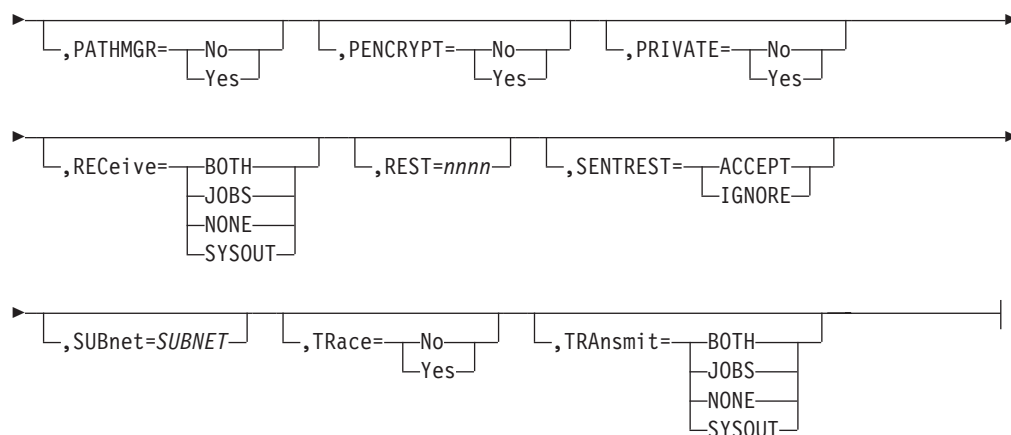 ,PATHMGR= No ,PENCRYPT= No ,PRIVATE= No
Yes Yes Yes
,RECeive= BOTH ,REST=nnnn ,SENTREST= ACCEPT
JOBS IGNORE
NONE
SYSOUT
,SUBnet=SUBNET ,TRace= No ,TRAnsmit= BOTH
Yes JOBS
NONE
SYSOUT